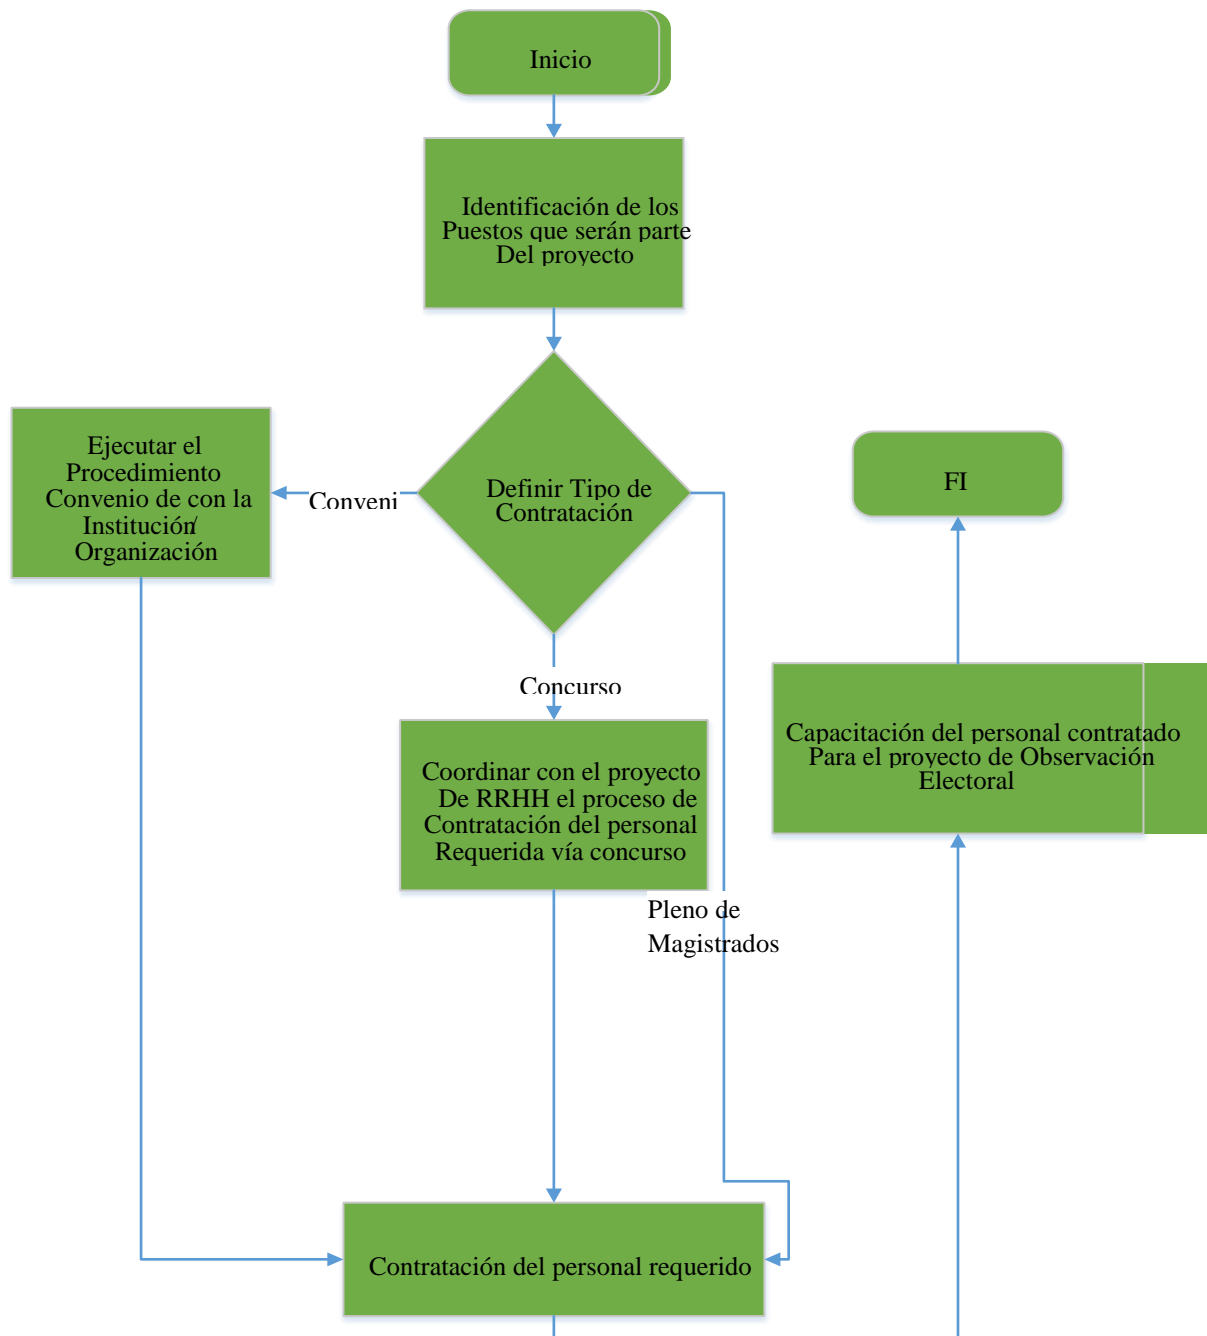 Inicio
Identificación de los
Puestos que serán parte
Del proyecto
Ejecutar el
Procedimiento
Convenio de con la
Institución/
Organización
Conveni
Definir Tipo de
Contratación
FI
Concurso
Coordinar con el proyecto
De RRHH el proceso de
Contratación del personal
Requerida vía concurso
Capacitación del personal contratado
Para el proyecto de Observación
Electoral
Pleno de
Magistrados
Contratación del personal requerido